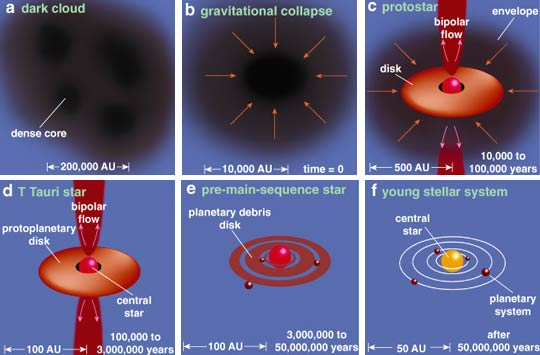 a dark cloud
dense core
200,000 AU
b gravitational collapse
10,000 AU
time = 0
c protostar
bipolar
flow
envelope
disk
500 AU
10,000 to
100,000 years
d T Tauri star
bipolar
flow
protoplanetary
disk
central
star
100 AU
100,000 to
3,000,000 years
e pre-main-sequence star
planetary debris
disk
100 AU
3,000,000 to
50,000,000 years
f young stellar system
central
star
planetary
system
50 AU
after
50,000,000 years